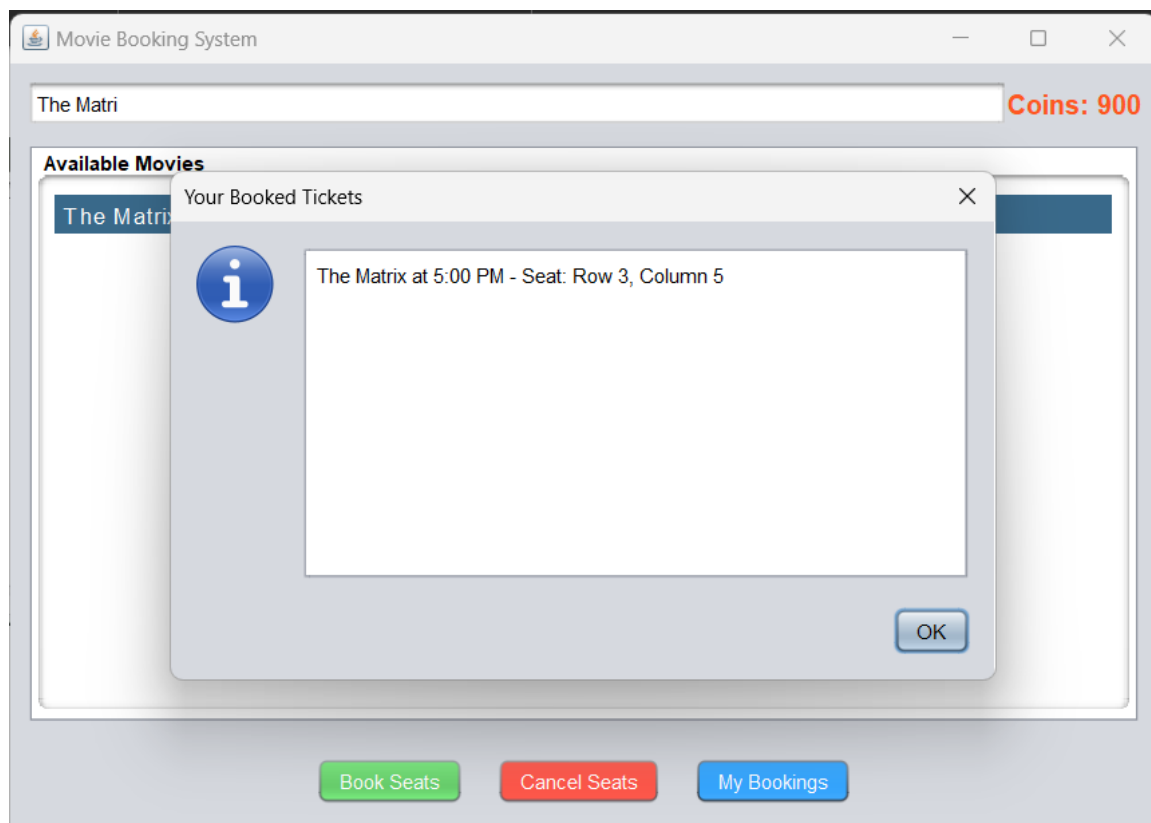 Movie Booking System
The Matri
Coins: 900
Available Movies
The Matri
Your Booked Tickets
The Matrix at 5:00 PM - Seat: Row 3, Column 5
OK
Book Seats
Cancel Seats
My Bookings